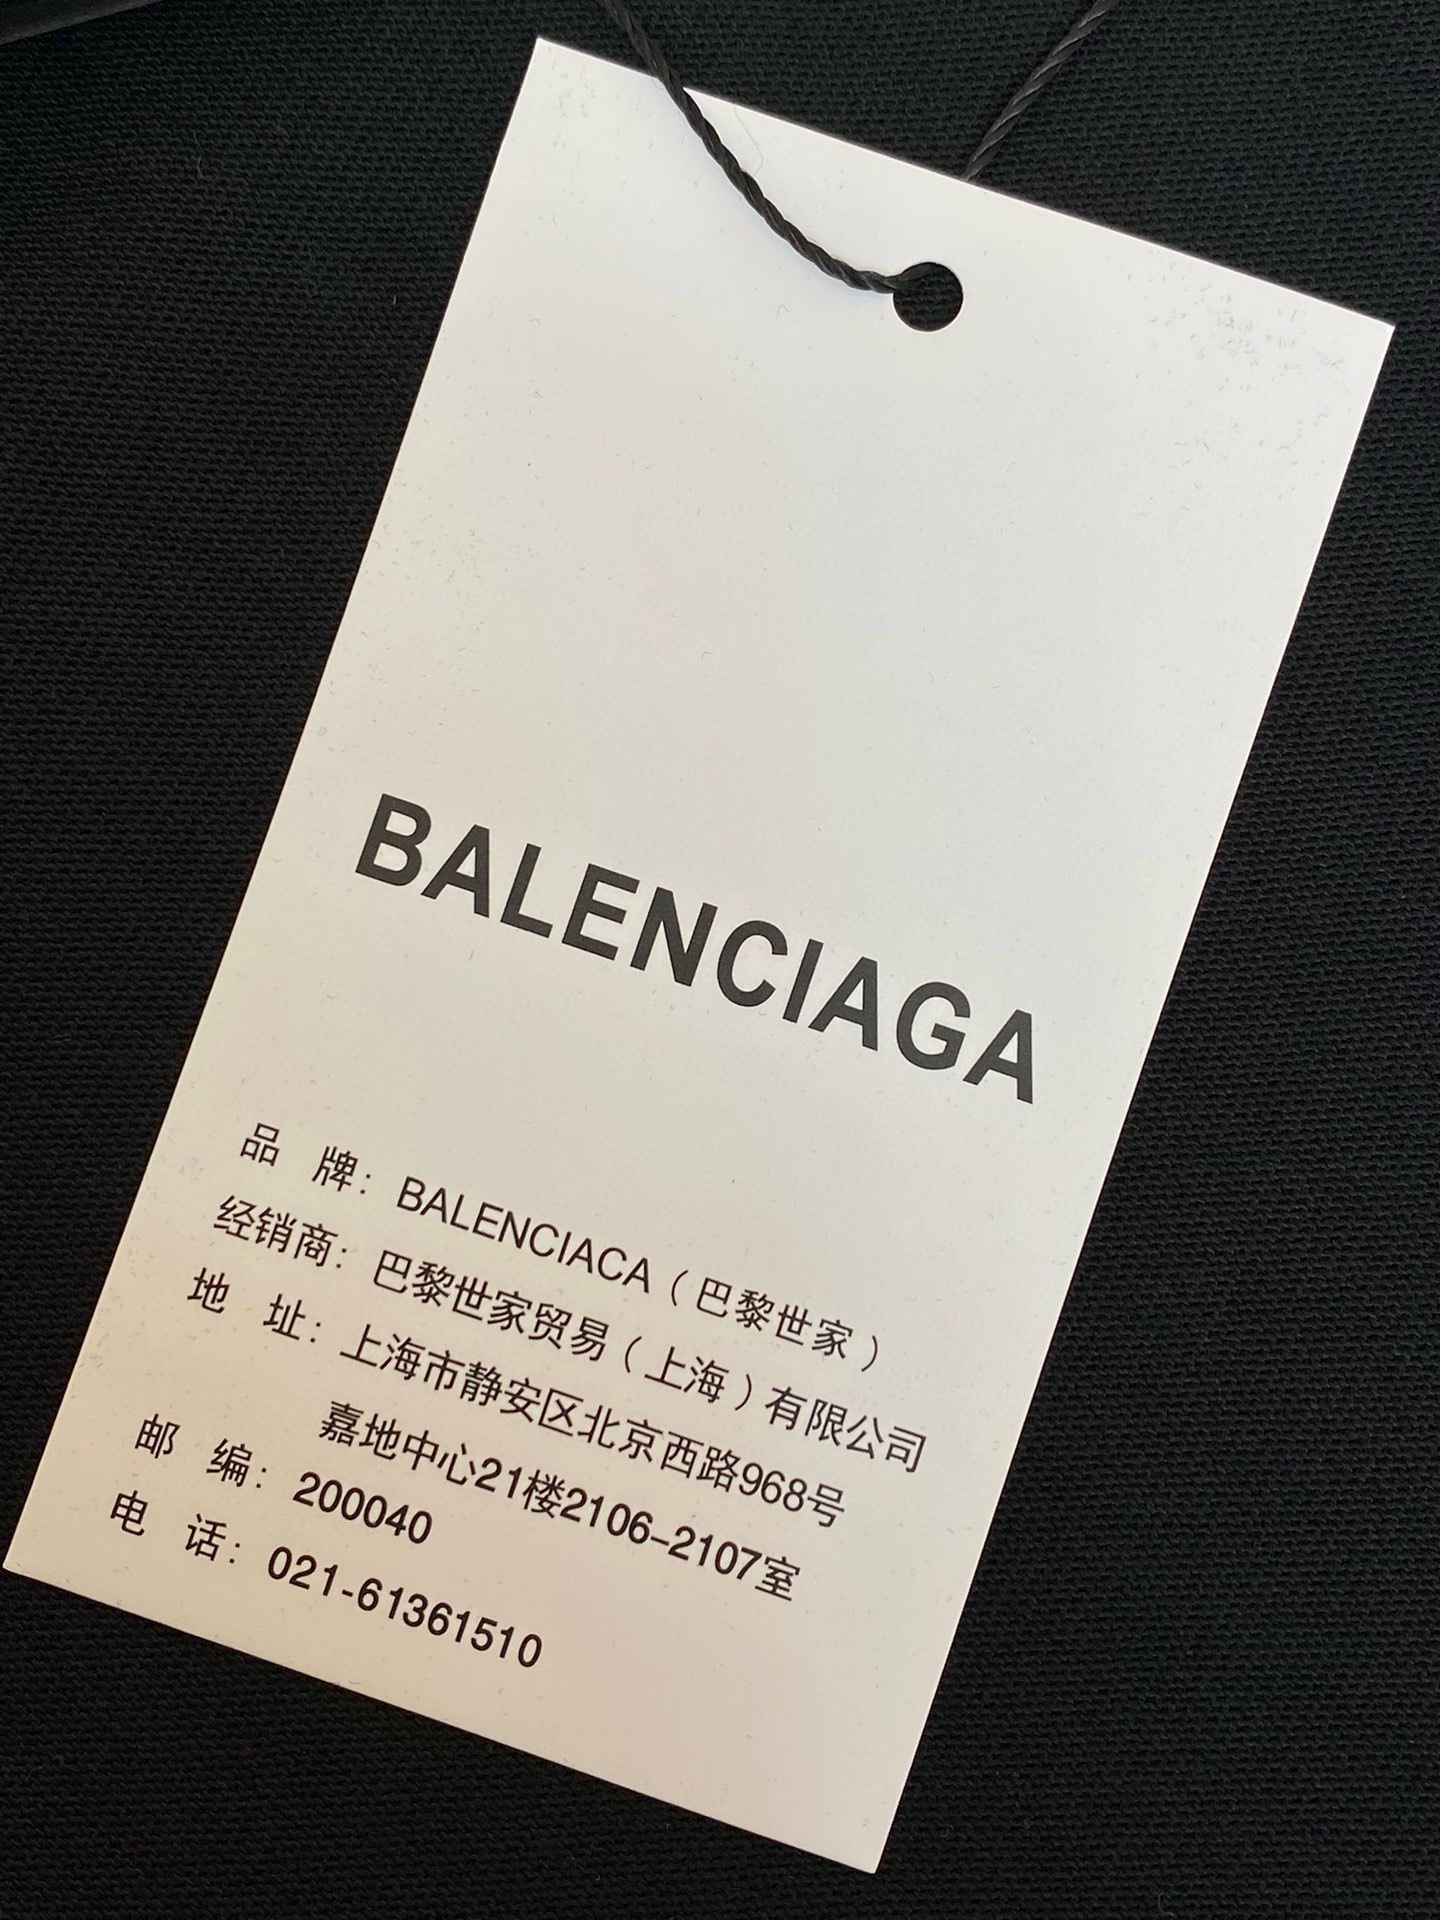 BALENCIAGA
品 牌：BALENCIACA（巴黎世家）
经销商：巴黎世家贸易（上海）有限公司
地 址：上海市静安区北京西路968号
嘉地中心21楼2106-2107室
邮 编：200040
电 话：021-61361510